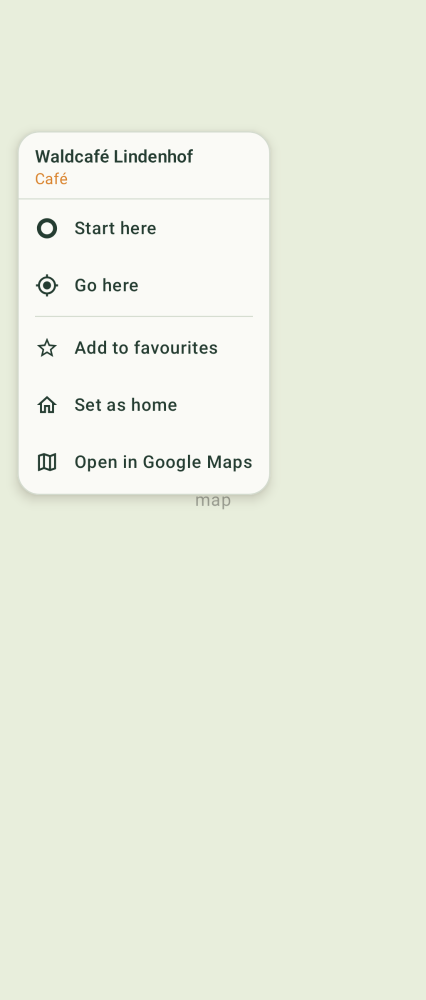 Waldcafé Lindenhof
Café
Start here
Go here
Add to favourites
Set as home
Open in Google Maps
map